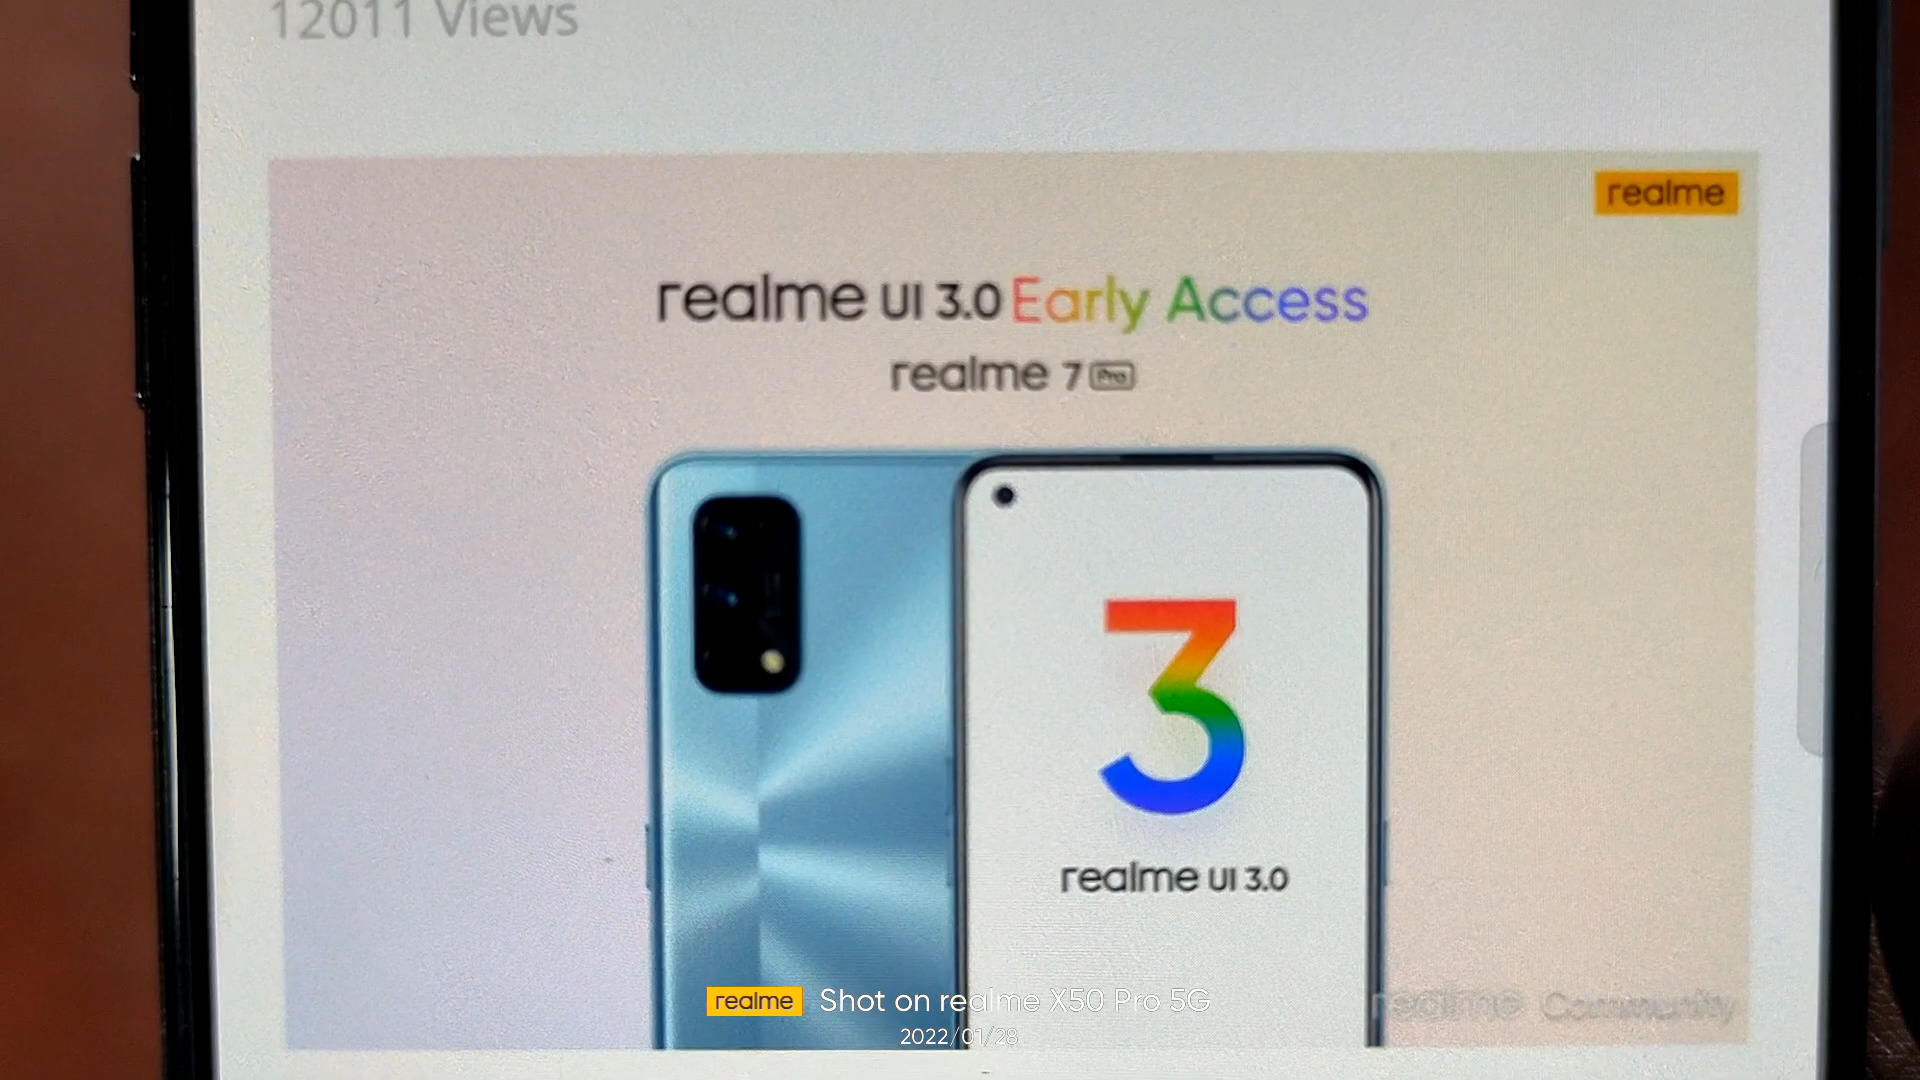 12011 Views
realme
realme UI 3.0 Early Access
realme 7 Pro
3
realme UI 3.0
realme Shot on realme X50 Pro 5G
2022/01/28
realme Community